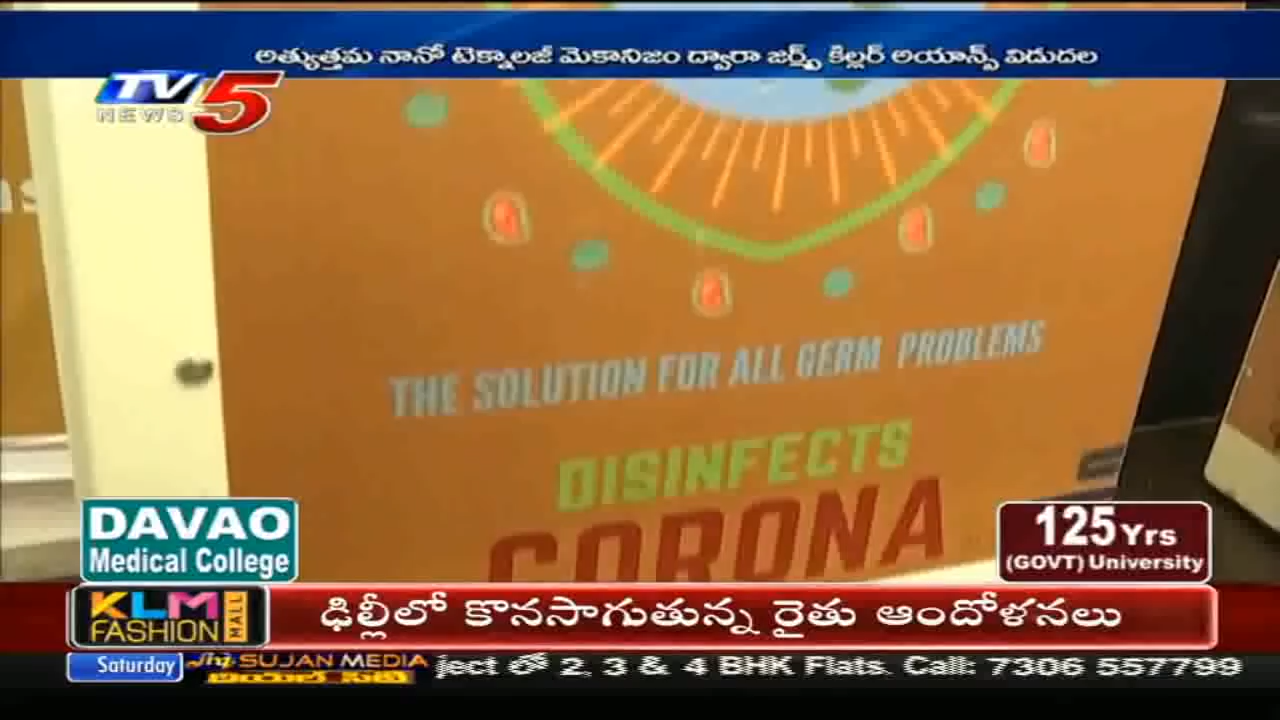 అత్యుత్తమ నానో టెక్నాలజీ మెకానిజం ద్వారా జర్మ్స్ కిల్లర్ అయాన్స్ విడుదల
TV5
NEWS
THE SOLUTION FOR ALL GERM PROBLEMS
DISINFECTS
CORONA
DAVAO
Medical College
125 Yrs
(GOVT) University
KLM
FASHION
MALL
ఢిల్లీలో కొనసాగుతున్న రైతు ఆందోళనలు
Saturday
SUJAN MEDIA
ject లో 2, 3 & 4 BHK Flats. Call: 7306 557799